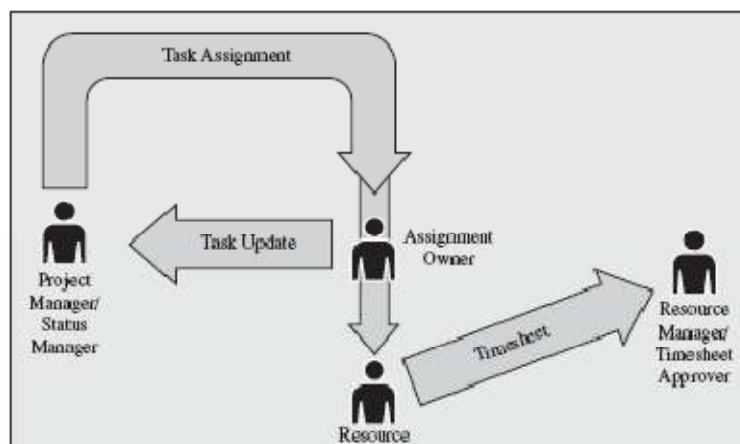 Task Assignment
Task Update
Assignment
Owner
Project
Manager/
Status
Manager
Timesheet
Resource
Manager/
Timesheet
Approver
Resource